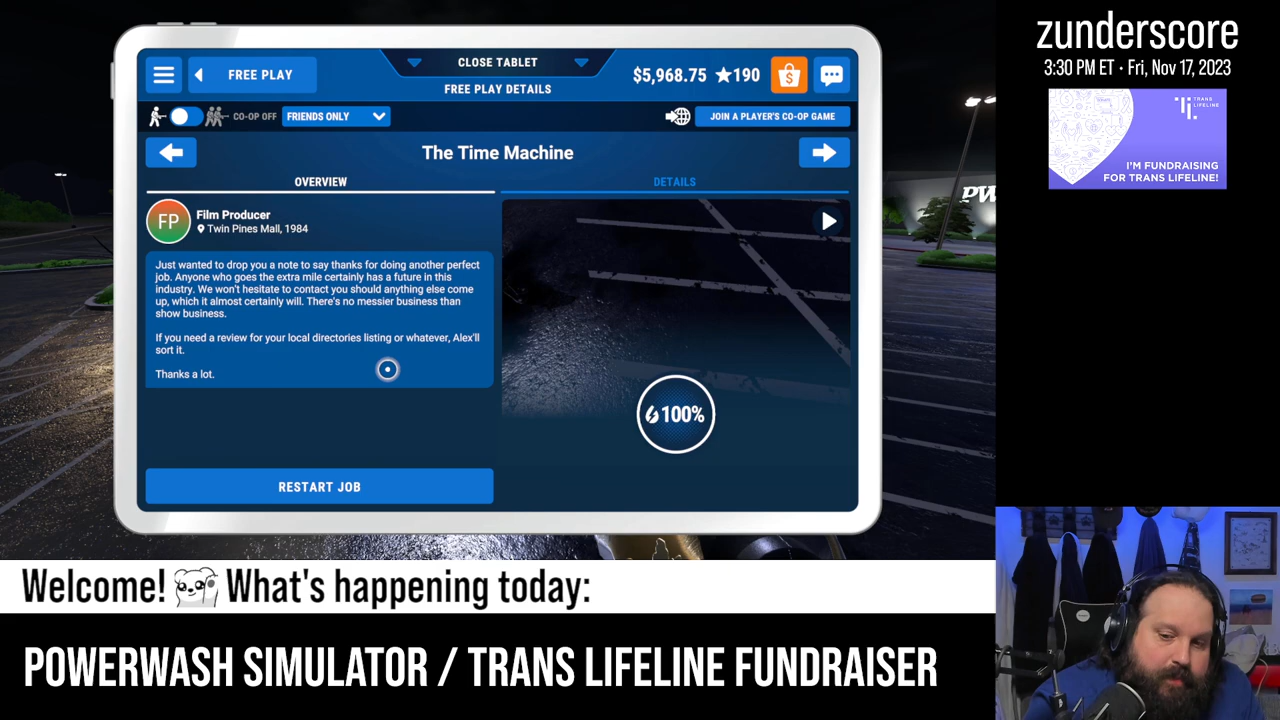 CLOSE TABLET
FREE PLAY
$5,968.75 ★190
FREE PLAY DETAILS
CO-OP OFF
FRIENDS ONLY
JOIN A PLAYER'S CO-OP GAME
The Time Machine
OVERVIEW
DETAILS
FP
Film Producer
Twin Pines Mall, 1984
Just wanted to drop you a note to say thanks for doing another perfect
job. Anyone who goes the extra mile certainly has a future in this
industry. We won't hesitate to contact you should anything else come
up, which it almost certainly will. There's no messier business than
show business.
If you need a review for your local directories listing or whatever, Alex'll
sort it.
Thanks a lot.
100%
RESTART JOB
PW
zunderscore
3:30 PM ET · Fri, Nov 17, 2023
TRANS
LIFELINE
I'M FUNDRAISING
FOR TRANS LIFELINE!
Welcome! What's happening today:
POWERWASH SIMULATOR / TRANS LIFELINE FUNDRAISER